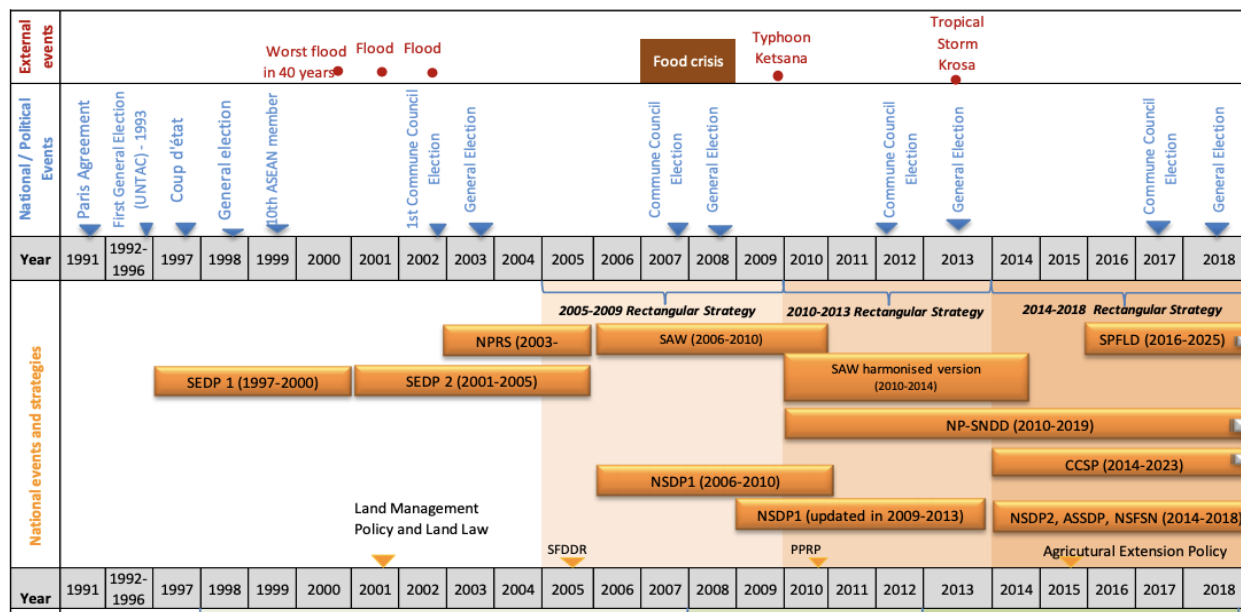 External events
Worst flood
in 40 years
Flood
Flood
Food crisis
Typhoon
Ketsana
Tropical
Storm
Krosa
National / Political
Events
Paris Agreement
First General Election
(UNTAC) - 1993
Coup d'état
General election
10th ASEAN member
1st Commune Council
Election
General Election
Commune Council
Election
General Election
Commune Council
Election
General Election
Commune Council
Election
General Election
Year 1991 1992-1996 1997 1998 1999 2000 2001 2002 2003 2004 2005 2006 2007 2008 2009 2010 2011 2012 2013 2014 2015 2016 2017 2018
National events and strategies
2005-2009 Rectangular Strategy
2010-2013 Rectangular Strategy
2014-2018 Rectangular Strategy
NPRS (2003-
SAW (2006-2010)
SPFLD (2016-2025)
SEDP 1 (1997-2000)
SEDP 2 (2001-2005)
SAW harmonised version
(2010-2014)
NP-SNDD (2010-2019)
CCSP (2014-2023)
NSDP1 (2006-2010)
Land Management
Policy and Land Law
NSDP1 (updated in 2009-2013)
NSDP2, ASSDP, NSFSN (2014-2018)
SFDDR
PPRP
Agricutural Extension Policy
Year 1991 1992-1996 1997 1998 1999 2000 2001 2002 2003 2004 2005 2006 2007 2008 2009 2010 2011 2012 2013 2014 2015 2016 2017 2018